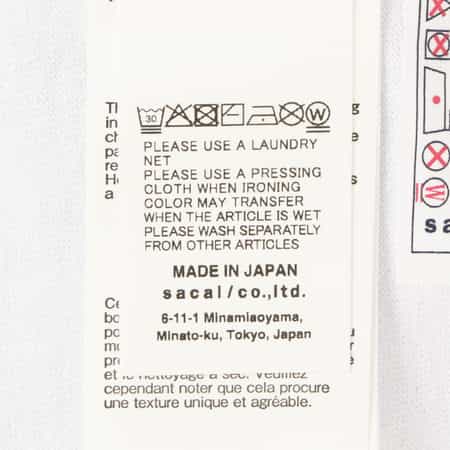 30
W
PLEASE USE A LAUNDRY
NET
PLEASE USE A PRESSING
CLOTH WHEN IRONING
COLOR MAY TRANSFER
WHEN THE ARTICLE IS WET
PLEASE WASH SEPARATELY
FROM OTHER ARTICLES
MADE IN JAPAN
sacai/co.,ltd.
6-11-1 Minamiaoyama,
Minato-ku, Tokyo, Japan
et le nettoyage à sec. Veuillez
cependant noter que cela procure
une texture unique et agréable.
W